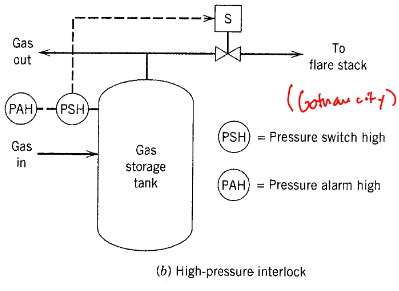 S
Gas
out
To
flare stack
(Gotham city)
PAH
PSH
PSH = Pressure switch high
Gas
in
Gas
storage
tank
PAH = Pressure alarm high
(b) High-pressure interlock